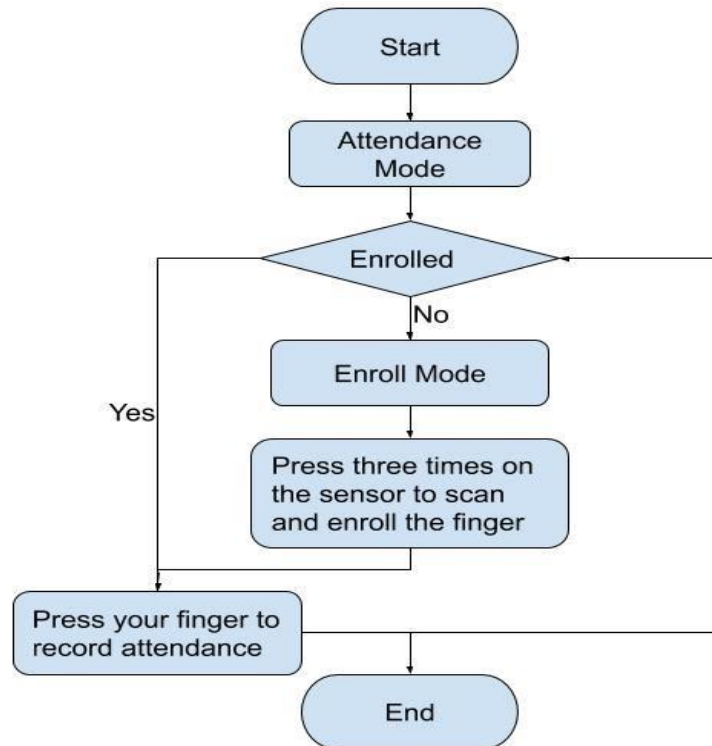 Start
Attendance
Mode
Enrolled
No
Enroll Mode
Yes
Press three times on
the sensor to scan
and enroll the finger
Press your finger to
record attendance
End